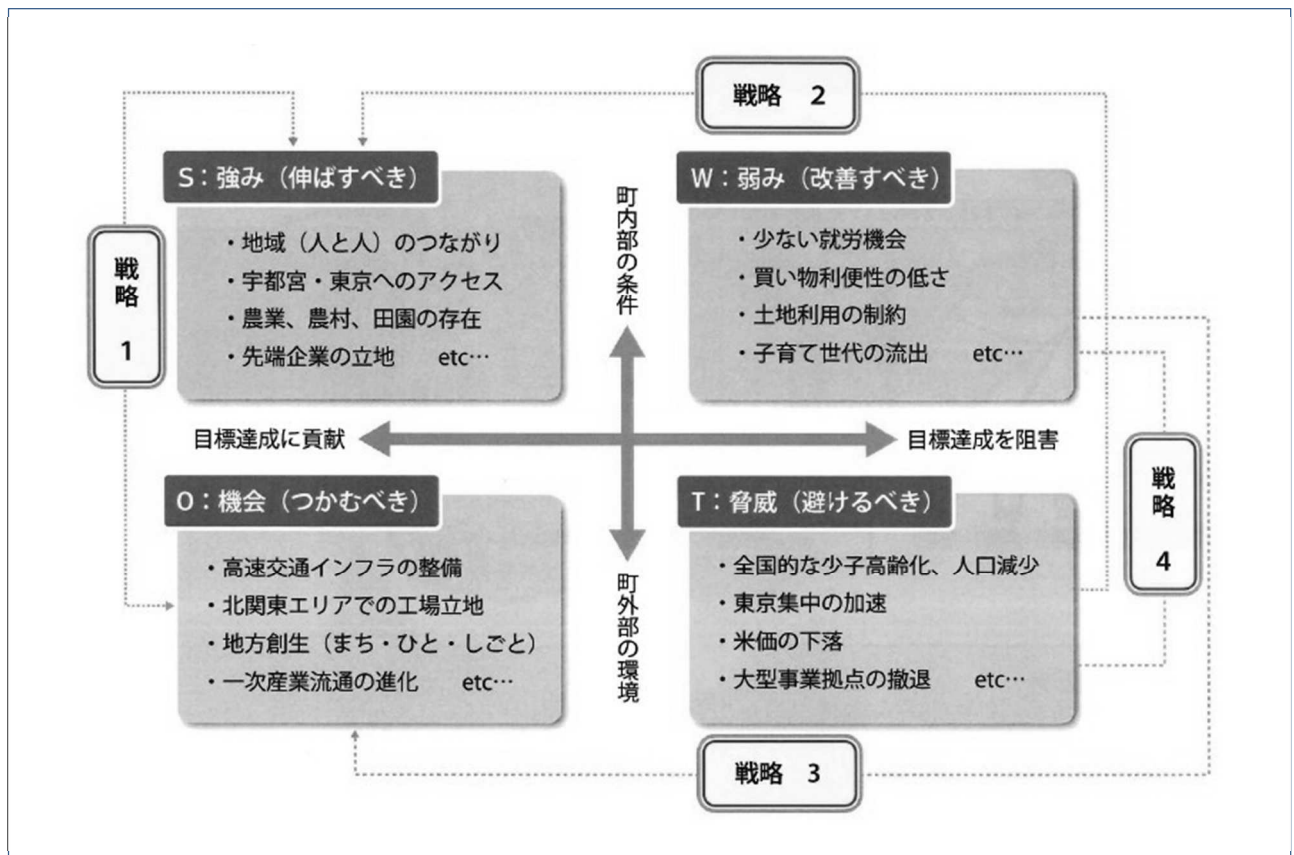 戦略 2
S：強み（伸ばすべき）
・地域（人と人）のつながり
・宇都宮・東京へのアクセス
・農業、農村、田園の存在
・先端企業の立地 etc…
町内部の条件
W：弱み（改善すべき）
・少ない就労機会
・買い物利便性の低さ
・土地利用の制約
・子育て世代の流出 etc…
戦略 1
目標達成に貢献
目標達成を阻害
O：機会（つかむべき）
・高速交通インフラの整備
・北関東エリアでの工場立地
・地方創生（まち・ひと・しごと）
・一次産業流通の進化 etc…
町外部の環境
T：脅威（避けるべき）
・全国的な少子高齢化、人口減少
・東京集中の加速
・米価の下落
・大型事業拠点の撤退 etc…
戦略 4
戦略 3